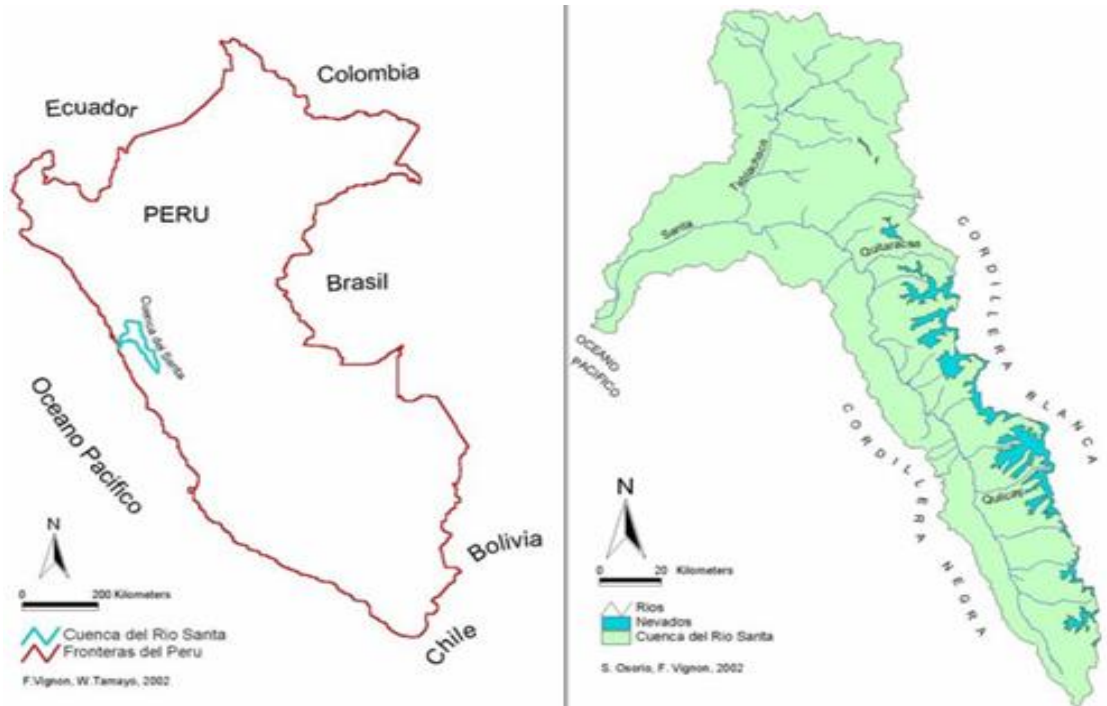 Colombia
Ecuador
PERU
Brasil
Cuenca del Santa
Oceano Pacífico
N
0 200 Kilometers
Bolivia
Chile
Cuenca del Rio Santa
Fronteras del Peru
F.Vignon, W.Tamayo, 2002
Tablachaca
Santa
Quitaracsa
CORDILLERA BLANCA
OCEANO
PACIFICO
CORDILLERA NEGRA
Quilcay
N
0 20 Kilometers
Rios
Nevados
Cuenca del Rio Santa
S. Osorio, F. Vignon, 2002